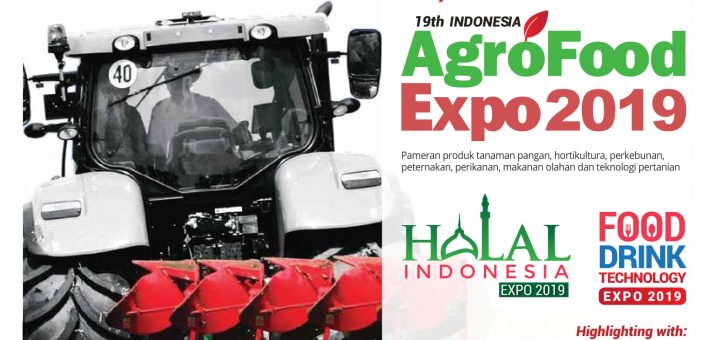 40
19th INDONESIA
AgroFood
Expo 2019
Pameran produk tanaman pangan, hortikultura, perkebunan,
peternakan, perikanan, makanan olahan dan teknologi pertanian
HALAL
INDONESIA
EXPO 2019
FOOD
DRINK
TECHNOLOGY
EXPO 2019
Highlighting with: